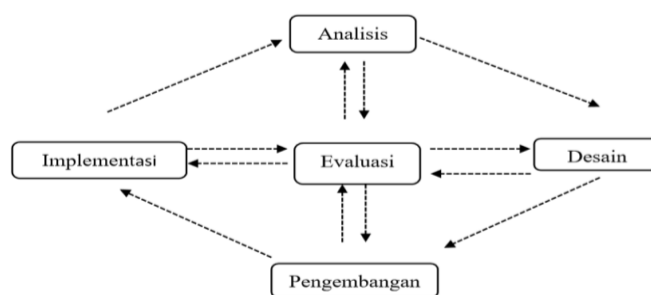 Analisis
Implementasi
Evaluasi
Desain
Pengembangan